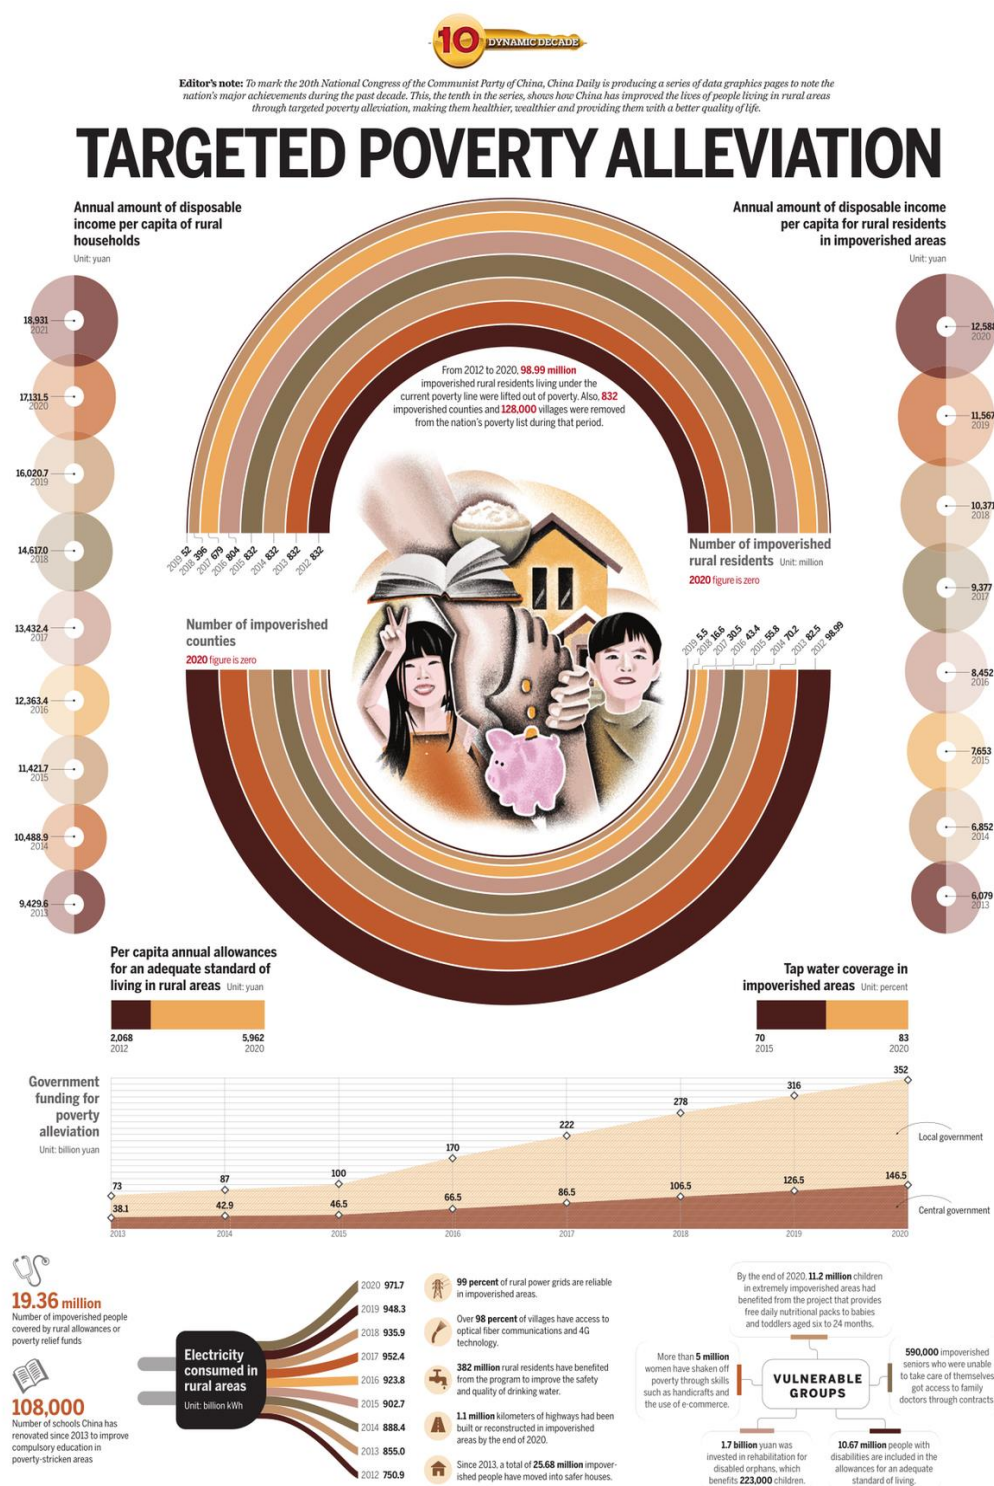 10 DYNAMIC DECADE
Editor's note: To mark the 20th National Congress of the Communist Party of China, China Daily is producing a series of data graphics pages to note the
nation's major achievements during the past decade. This, the tenth in the series, shows how China has improved the lives of people living in rural areas
through targeted poverty alleviation, making them healthier, wealthier and providing them with a better quality of life.
TARGETED POVERTY ALLEVIATION
Annual amount of disposable
income per capita of rural
households
Unit: yuan
18,931
2021
17,131.5
2020
16,020.7
2019
14,617.0
2018
13,432.4
2017
12,363.4
2016
11,421.7
2015
10,488.9
2014
9,429.6
2013
Annual amount of disposable income
per capita for rural residents
in impoverished areas
Unit: yuan
12,588
2020
11,567
2019
10,371
2018
9,377
2017
8,452
2016
7,653
2015
6,852
2014
6,079
2013
From 2012 to 2020, 98.99 million
impoverished rural residents living under the
current poverty line were lifted out of poverty. Also, 832
impoverished counties and 128,000 villages were removed
from the nation's poverty list during that period.
2019 52
2018 396
2017 679
2016 804
2015 832
2014 832
2013 832
2012 832
Number of impoverished
counties
2020 figure is zero
Number of impoverished
rural residents Unit: million
2020 figure is zero
2019 5.5
2018 16.6
2017 30.5
2016 43.4
2015 55.8
2014 70.2
2013 82.5
2012 98.99
Per capita annual allowances
for an adequate standard of
living in rural areas Unit: yuan
2,068
2012
5,962
2020
Tap water coverage in
impoverished areas Unit: percent
70
2015
83
2020
Government
funding for
poverty
alleviation
Unit: billion yuan
73
87
100
170
222
278
316
352
Local government
38.1
42.9
46.5
66.5
86.5
106.5
126.5
146.5
Central government
2013
2014
2015
2016
2017
2018
2019
2020
19.36 million
Number of impoverished people
covered by rural allowances or
poverty relief funds
108,000
Number of schools China has
renovated since 2013 to improve
compulsory education in
poverty-stricken areas
Electricity
consumed in
rural areas
Unit: billion kWh
2020 971.7
2019 948.3
2018 935.9
2017 952.4
2016 923.8
2015 902.7
2014 888.4
2013 855.0
2012 750.9
99 percent of rural power grids are reliable
in impoverished areas.
Over 98 percent of villages have access to
optical fiber communications and 4G
technology.
382 million rural residents have benefited
from the program to improve the safety
and quality of drinking water.
1.1 million kilometers of highways had been
built or reconstructed in impoverished
areas by the end of 2020.
Since 2013, a total of 25.68 million impover-
ished people have moved into safer houses.
By the end of 2020, 11.2 million children
in extremely impoverished areas had
benefited from the project that provides
free daily nutritional packs to babies
and toddlers aged six to 24 months.
More than 5 million
women have shaken off
poverty through skills
such as handicrafts and
the use of e-commerce.
VULNERABLE
GROUPS
590,000 impoverished
seniors who were unable
to take care of themselves
got access to family
doctors through contracts
1.7 billion yuan was
invested in rehabilitation for
disabled orphans, which
benefits 223,000 children.
10.67 million people with
disabilities are included in the
allowances for an adequate
standard of living.